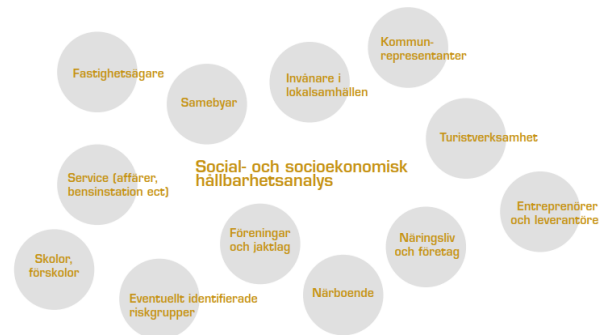 Kommun-
representanter
Fastighetsägare
Invånare i
lokalsamhällen
Samebyar
Turistverksamhet
Social- och socioekonomisk
hållbarhetsanalys
Service (affärer,
bensinstation ect)
Entreprenörer
och leverantöre
Föreningar
och jaktlag
Näringsliv
och företag
Skolor,
förskolor
Eventuellt identifierade
riskgrupper
Närboende